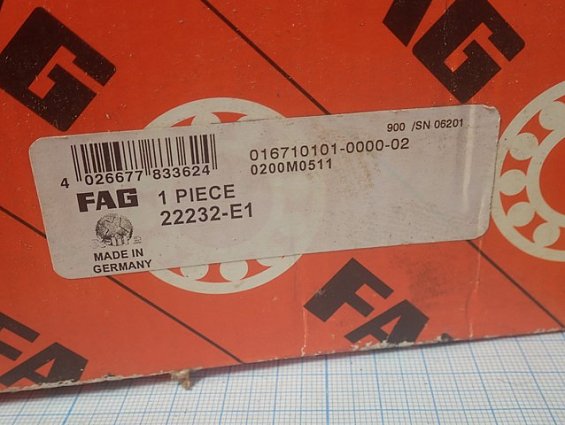 FAG
FAG
900 /SN 06201
016710101-0000-02
0200M0511
4 026677 833624
FAG 1 PIECE
22232-E1
MADE IN
GERMANY
FAG
FAG